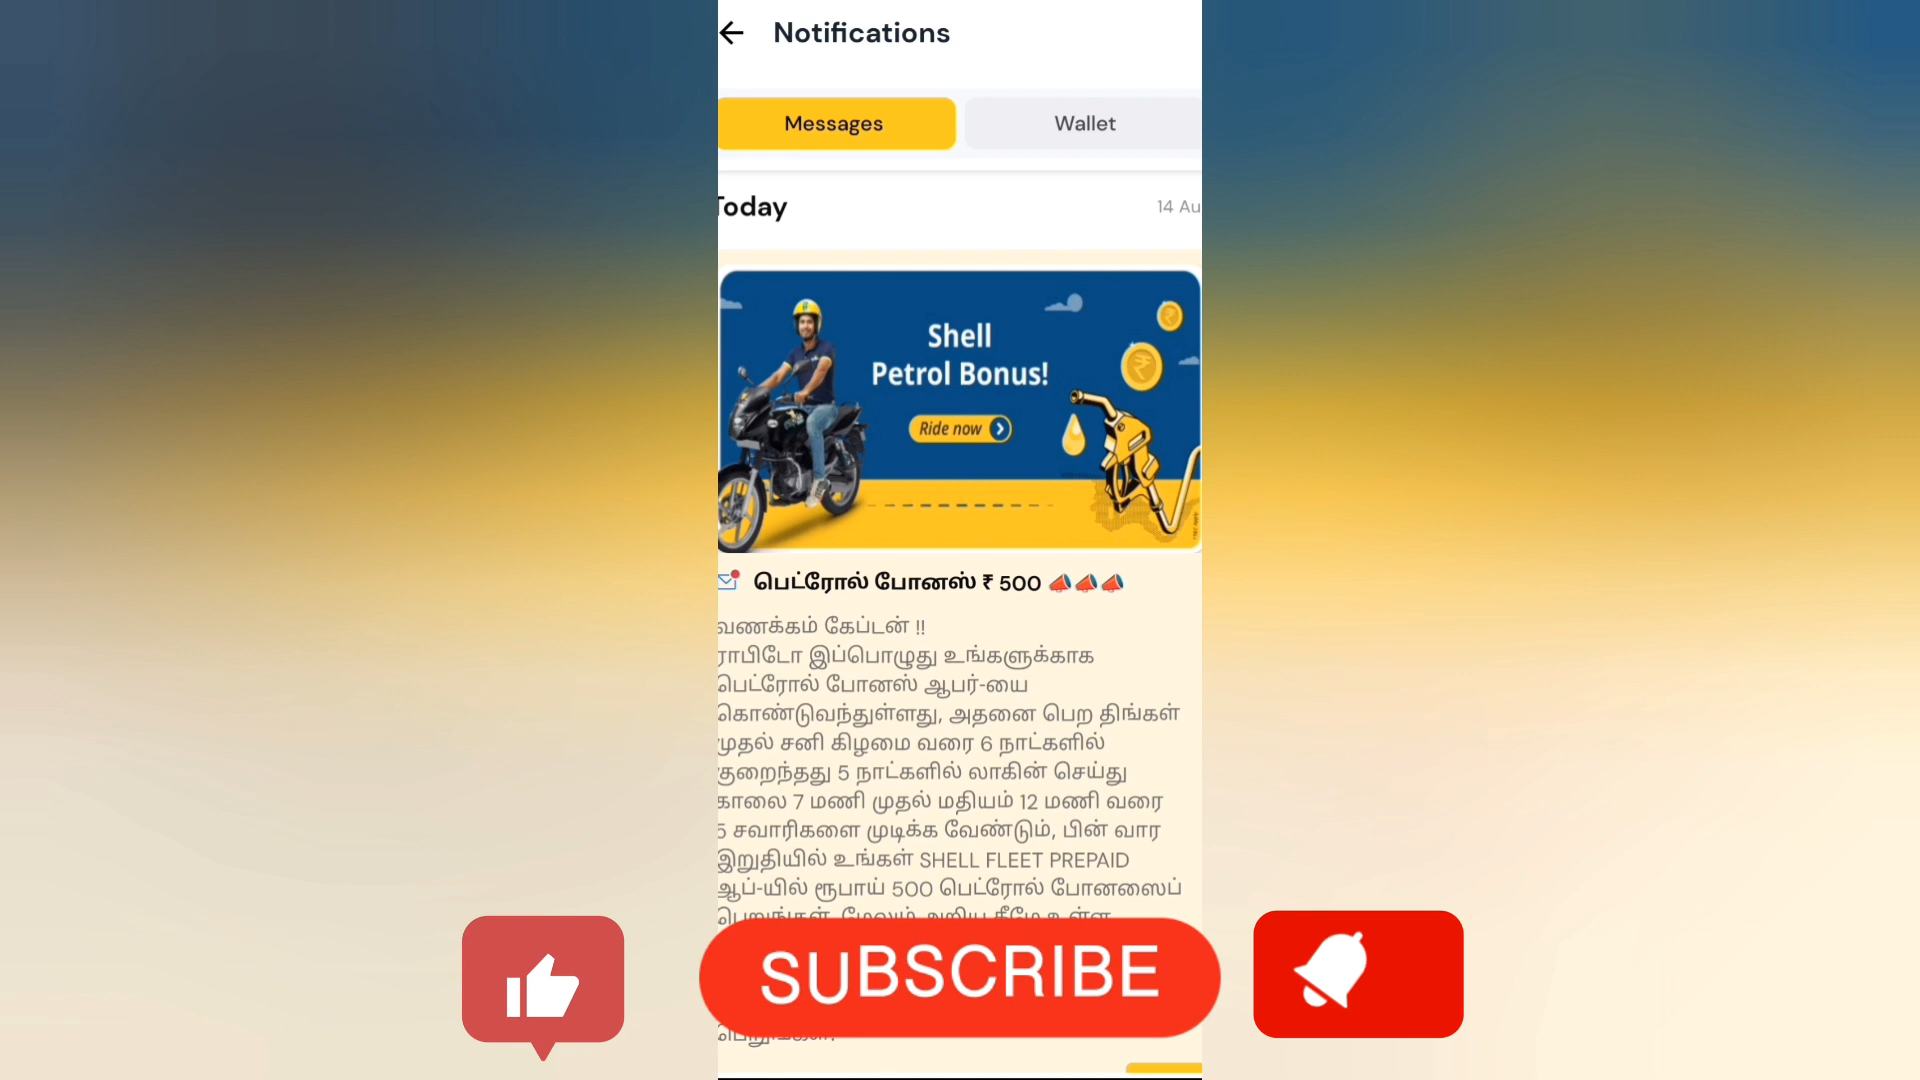 Notifications
Messages
Wallet
Today
14 Au
Shell
Petrol Bonus!
Ride now
பெட்ரோல் போனஸ் ₹ 500
வணக்கம் கேப்டன் !!
ராபிடோ இப்பொழுது உங்களுக்காக
பெட்ரோல் போனஸ் ஆபர்-யை
கொண்டுவந்துள்ளது, அதனை பெற திங்கள்
முதல் சனி கிழமை வரை 6 நாட்களில்
குறைந்தது 5 நாட்களில் லாகின் செய்து
காலை 7 மணி முதல் மதியம் 12 மணி வரை
5 சவாரிகளை முடிக்க வேண்டும், பின் வார
இறுதியில் உங்கள் SHELL FLEET PREPAID
ஆப்-யில் ரூபாய் 500 பெட்ரோல் போனஸைப்
SUBSCRIBE